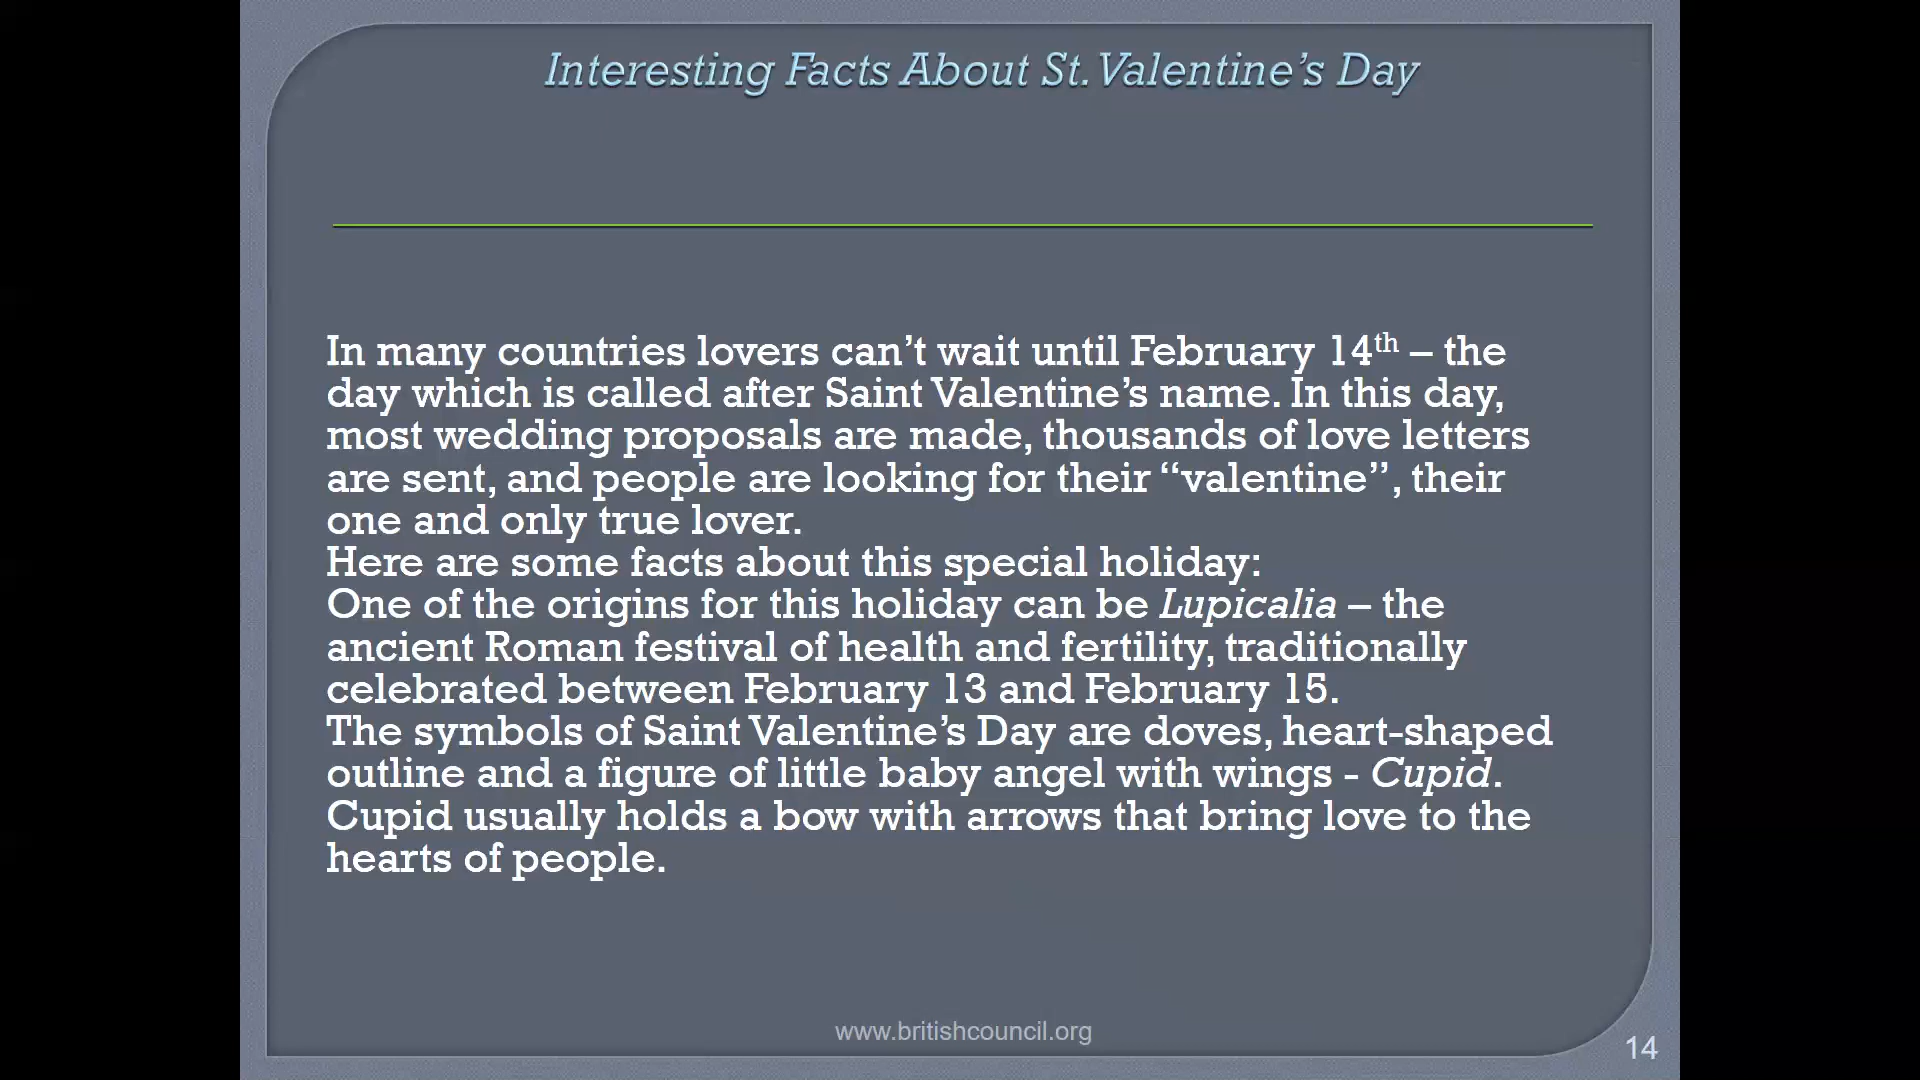 Interesting Facts About St. Valentine’s Day
In many countries lovers can’t wait until February 14th – the
day which is called after Saint Valentine’s name. In this day,
most wedding proposals are made, thousands of love letters
are sent, and people are looking for their “valentine”, their
one and only true lover.
Here are some facts about this special holiday:
One of the origins for this holiday can be Lupicalia – the
ancient Roman festival of health and fertility, traditionally
celebrated between February 13 and February 15.
The symbols of Saint Valentine’s Day are doves, heart-shaped
outline and a figure of little baby angel with wings - Cupid.
Cupid usually holds a bow with arrows that bring love to the
hearts of people.
www.britishcouncil.org
14